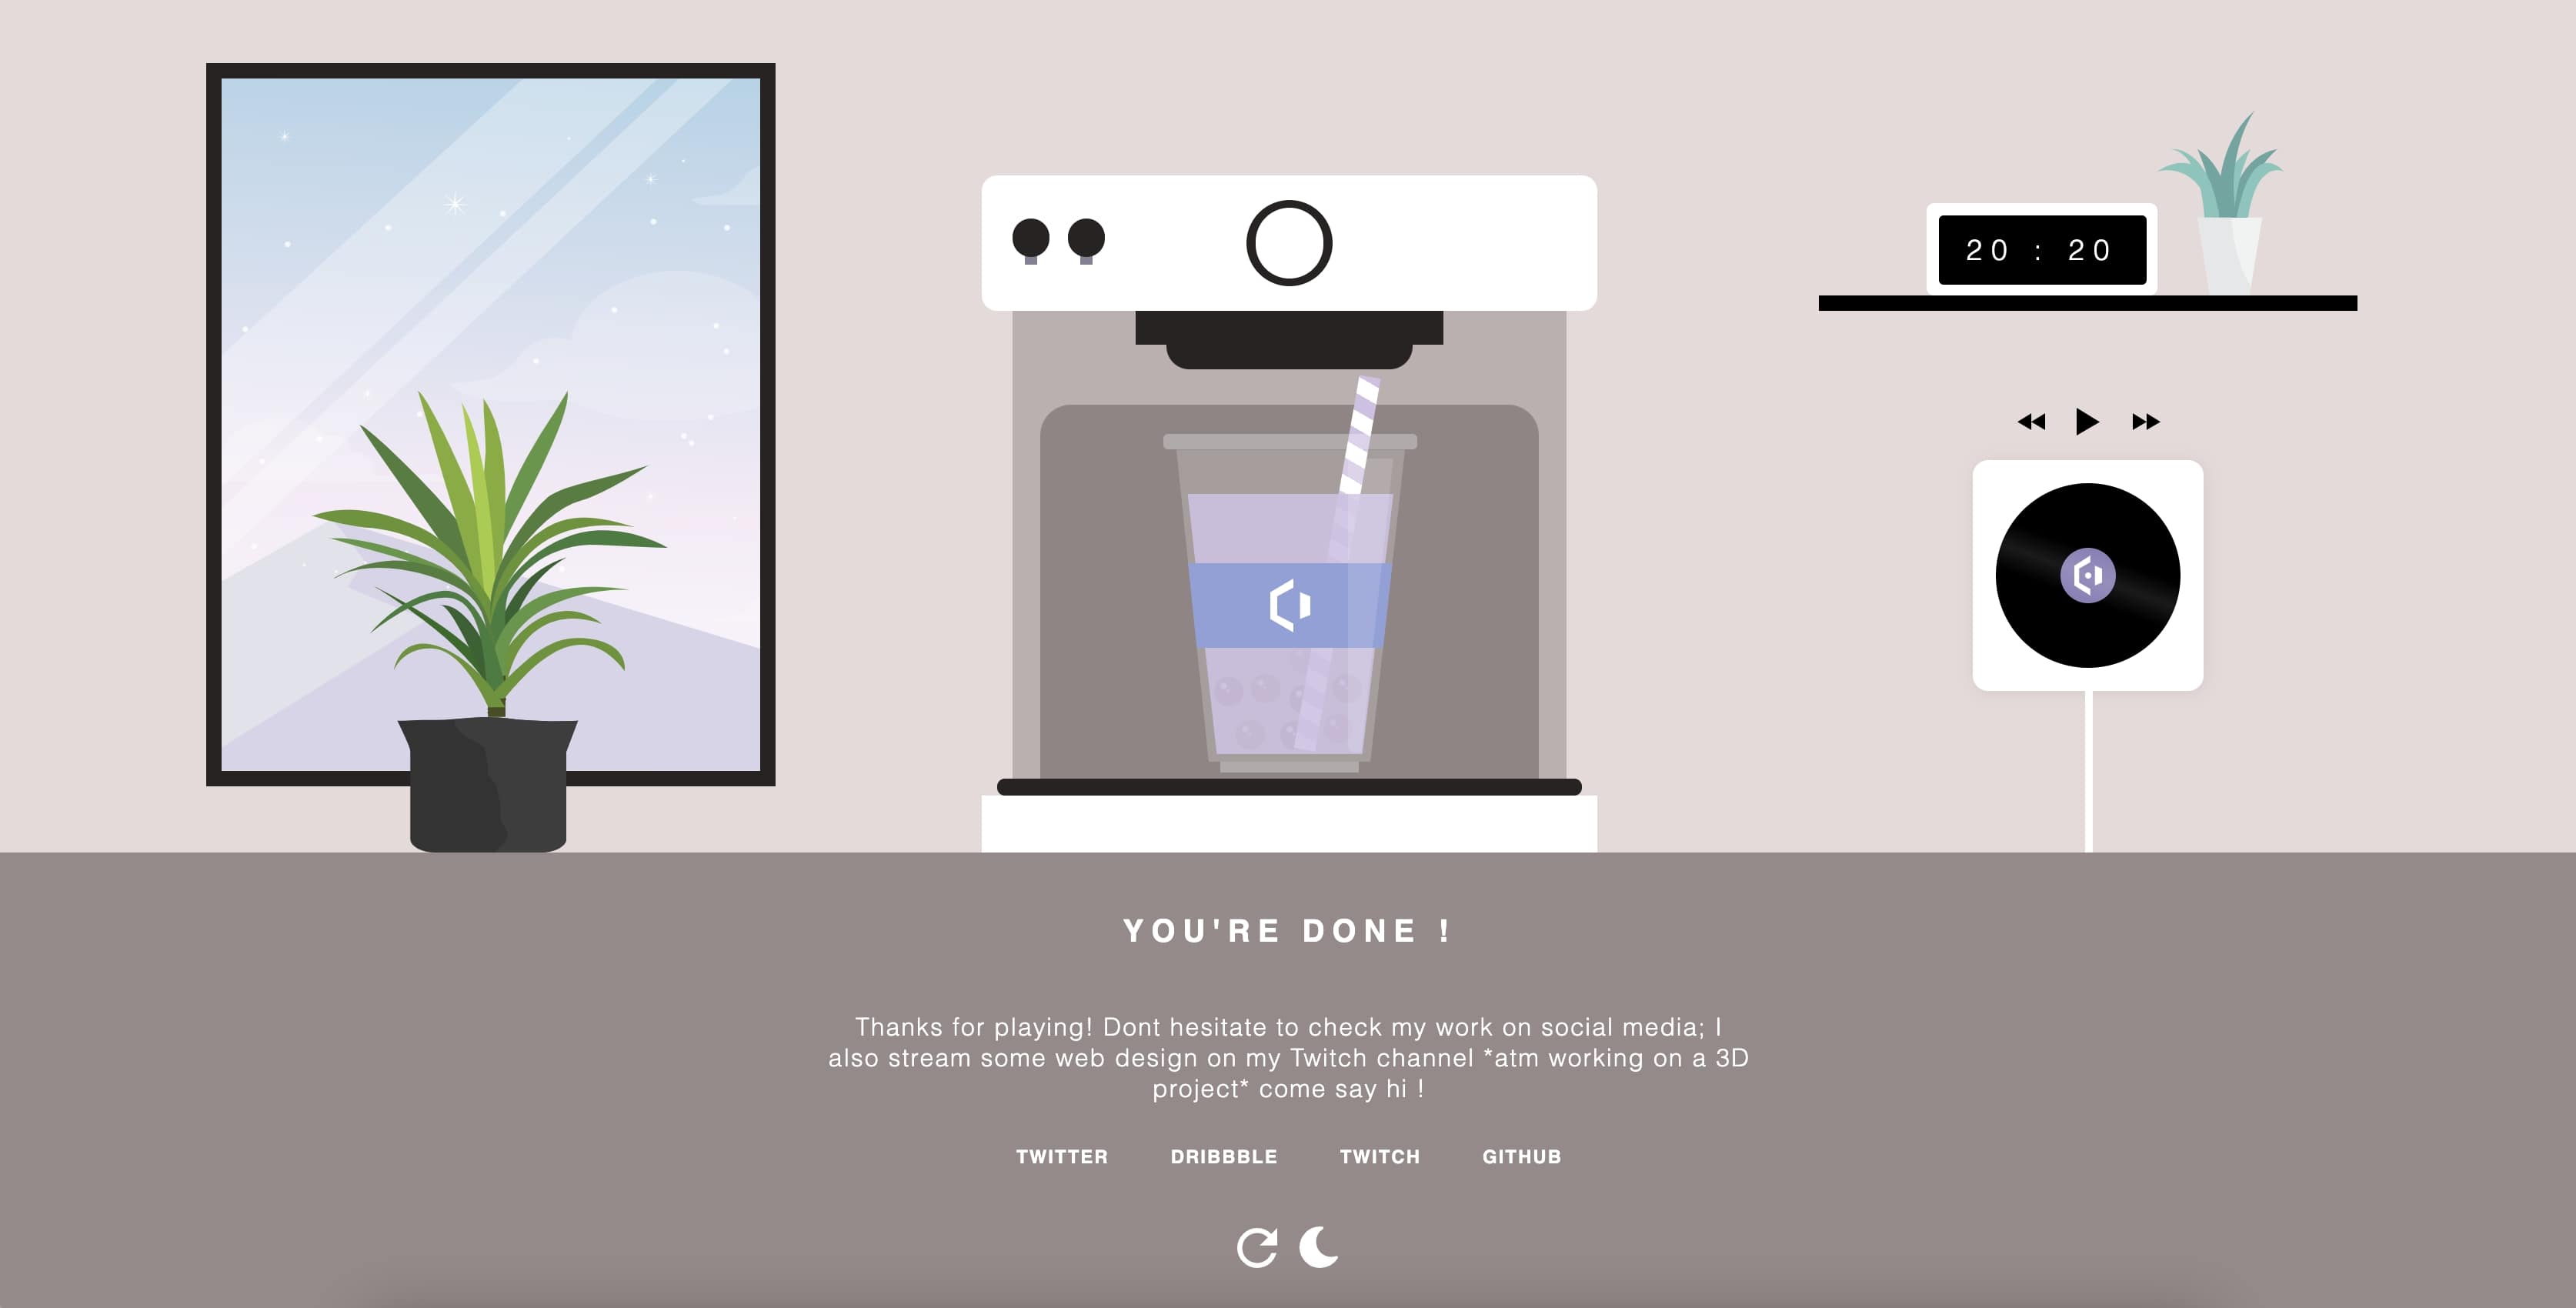 20 : 20
YOU'RE DONE !
Thanks for playing! Dont hesitate to check my work on social media; I
also stream some web design on my Twitch channel *atm working on a 3D
project* come say hi !
TWITTER DRIBBBLE TWITCH GITHUB